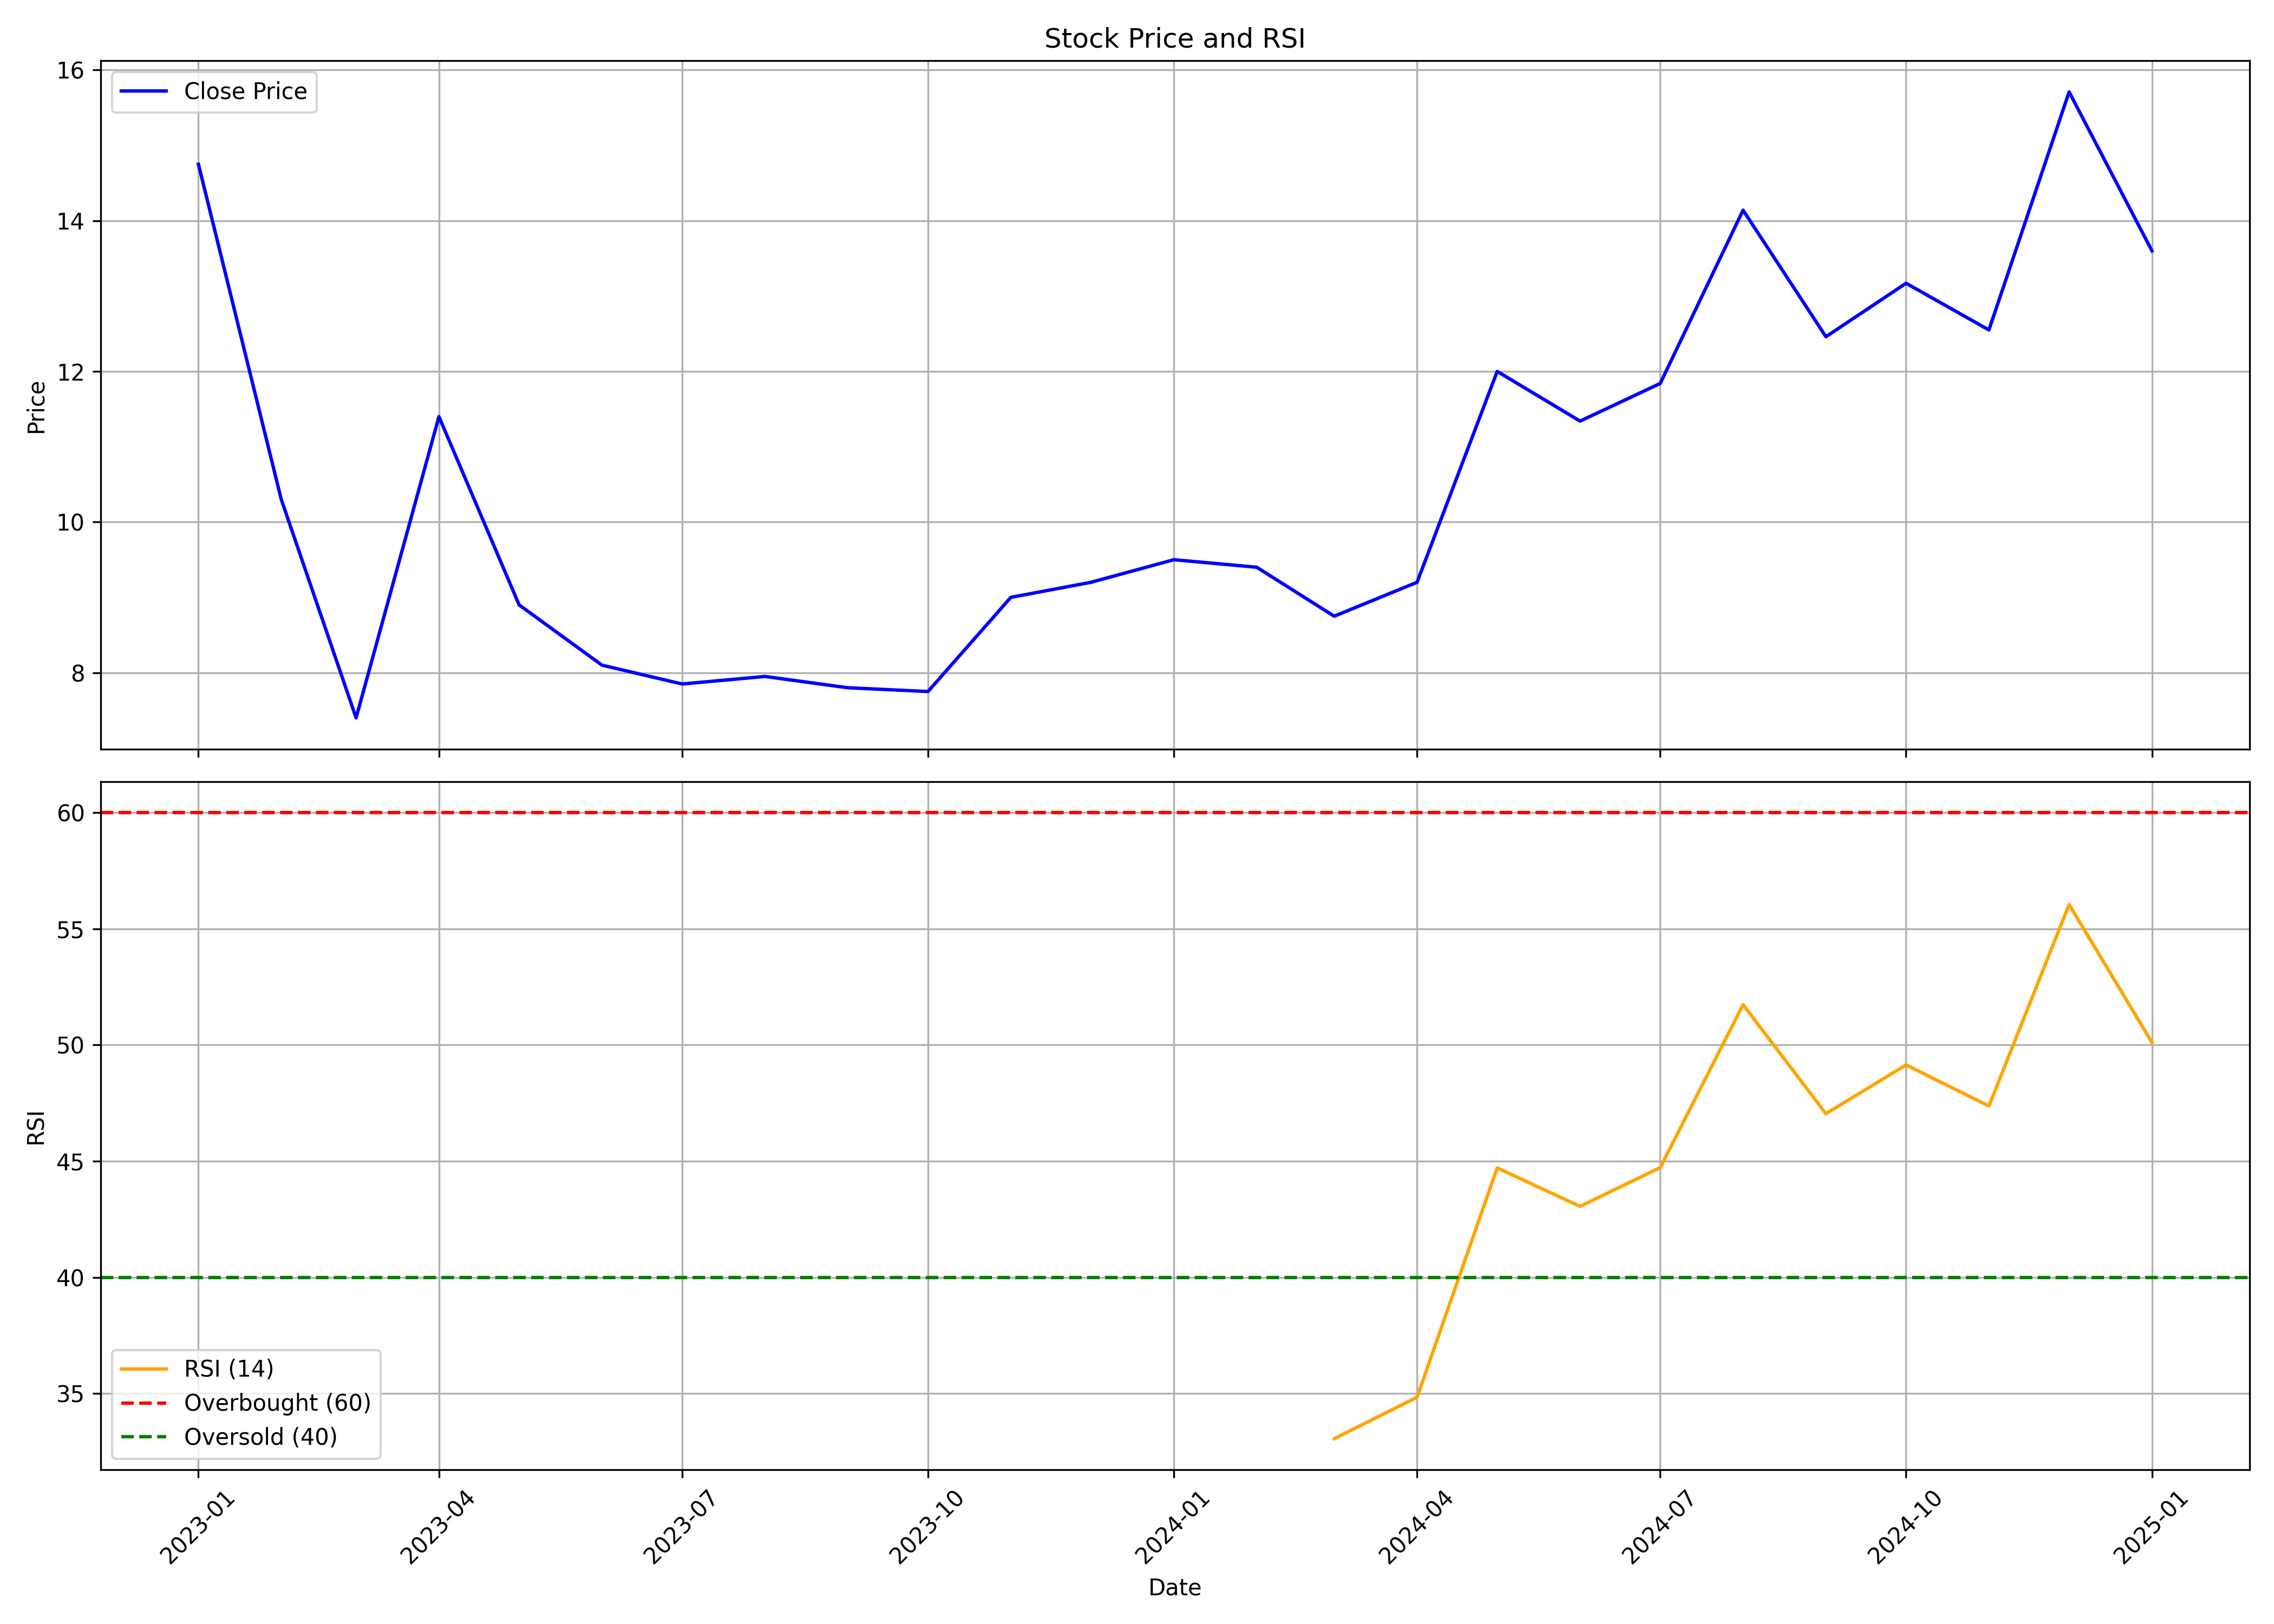 Stock Price and RSI
16
14
12
10
8
Price
Close Price
60
55
50
45
40
35
RSI
RSI (14)
Overbought (60)
Oversold (40)
2023-01
2023-04
2023-07
2023-10
2024-01
2024-04
2024-07
2024-10
2025-01
Date